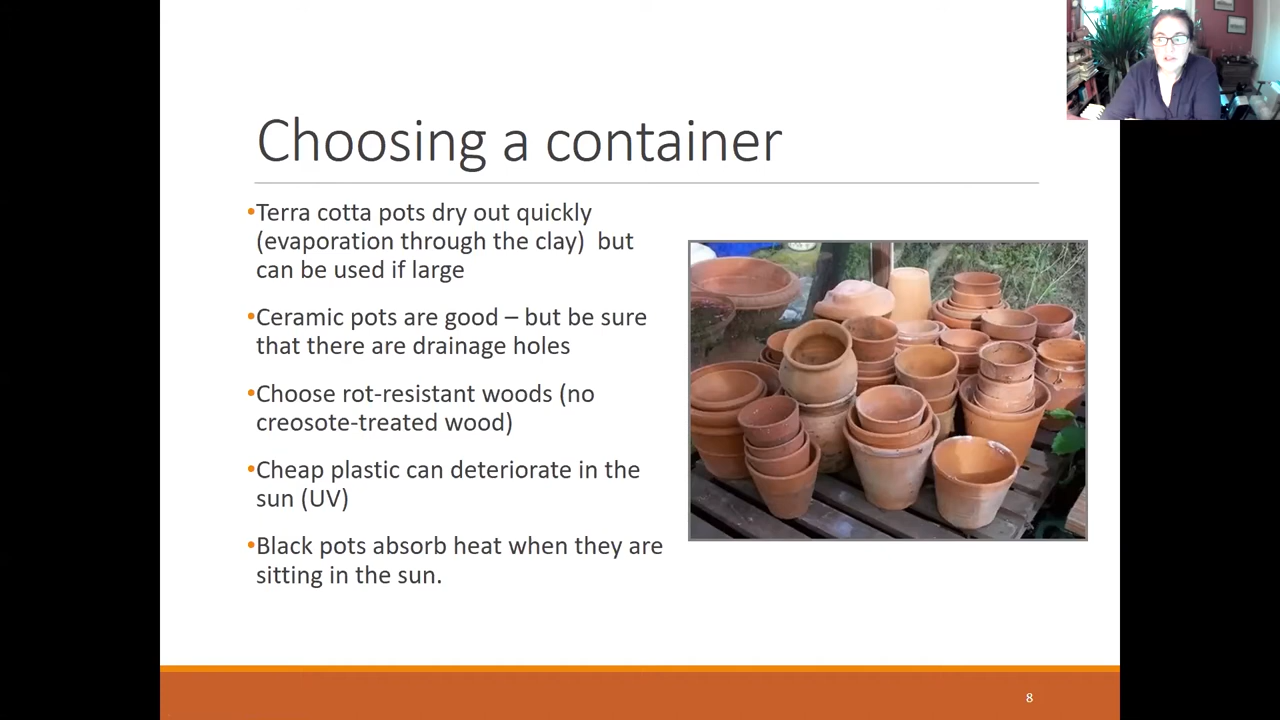 Choosing a container
•Terra cotta pots dry out quickly
(evaporation through the clay)  but
can be used if large
•Ceramic pots are good – but be sure
that there are drainage holes
•Choose rot-resistant woods (no
creosote-treated wood)
•Cheap plastic can deteriorate in the
sun (UV)
•Black pots absorb heat when they are
sitting in the sun.
8